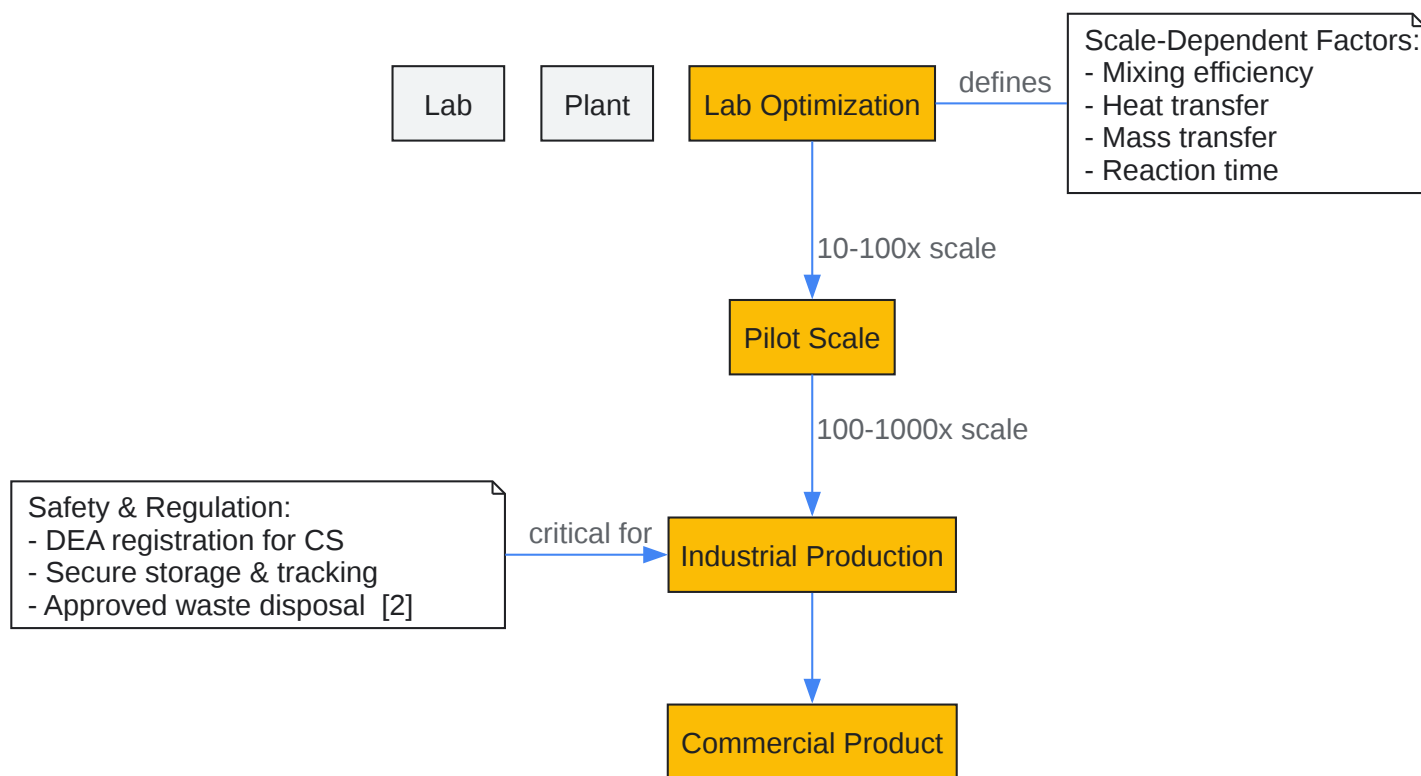 Scale-Dependent Factors:
- Mixing efficiency
- Heat transfer
- Mass transfer
- Reaction time
Lab
Plant
Lab Optimization
defines
10-100x scale
Pilot Scale
100-1000x scale
Safety & Regulation:
- DEA registration for CS
- Secure storage & tracking
- Approved waste disposal  [2]
critical for
Industrial Production
Commercial Product